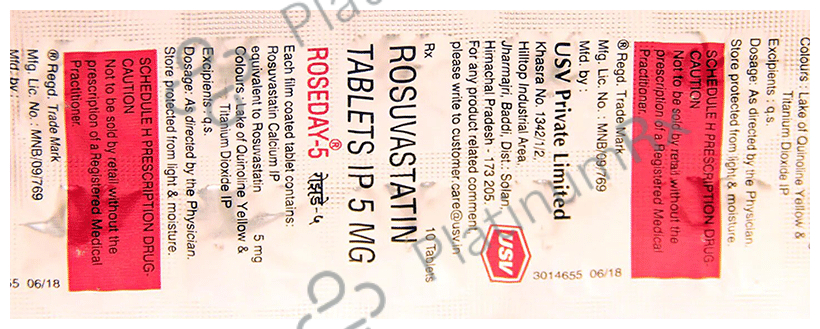 Colours : Lake of Quinoline Yellow &
Titanium Dioxide IP
Excipients : q.s.
Dosage: As directed by the Physician.
Store protected from light & moisture.
SCHEDULE H PRESCRIPTION DRUG-
CAUTION
Not to be sold by retail without the
prescription of a Registered Medical
Practitioner.
® Regd. Trade Mark
Mfg. Lic. No. : MNB/09/769
Mfd. by :
USV Private Limited
Khasra No. 1342/1/2,
Hilltop Industrial Area,
Jharmajri, Baddi, Dist.: Solan,
Himachal Pradesh - 173 205.
For any product related comment,
please write to customer.care@usv.in
USV
3014655 06/18
Rx 10 Tablets
ROSUVASTATIN
TABLETS IP 5 MG
ROSEDAY®-5 रोझडे-५
Each film coated tablet contains:
Rosuvastatin Calcium IP
equivalent to Rosuvastatin 5 mg
Colours : Lake of Quinoline Yellow &
Titanium Dioxide IP
Excipients : q.s.
Dosage: As directed by the Physician.
Store protected from light & moisture.
SCHEDULE H PRESCRIPTION DRUG-
CAUTION
Not to be sold by retail without the
prescription of a Registered Medical
Practitioner.
® Regd. Trade Mark
Mfg. Lic. No. : MNB/09/769
Mfd. by :
55 06/18
PlatinumR